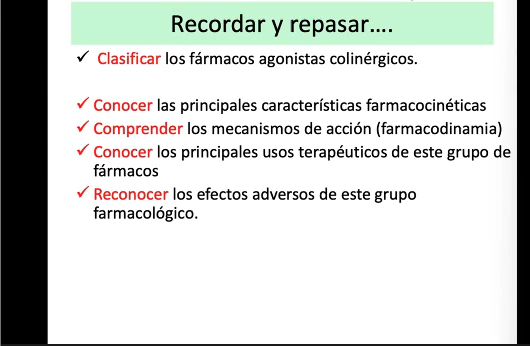 Recordar y repasar....
✓ Clasificar los fármacos agonistas colinérgicos.
✓ Conocer las principales características farmacocinéticas
✓ Comprender los mecanismos de acción (farmacodinamia)
✓ Conocer los principales usos terapéuticos de este grupo de
fármacos
✓ Reconocer los efectos adversos de este grupo
farmacológico.